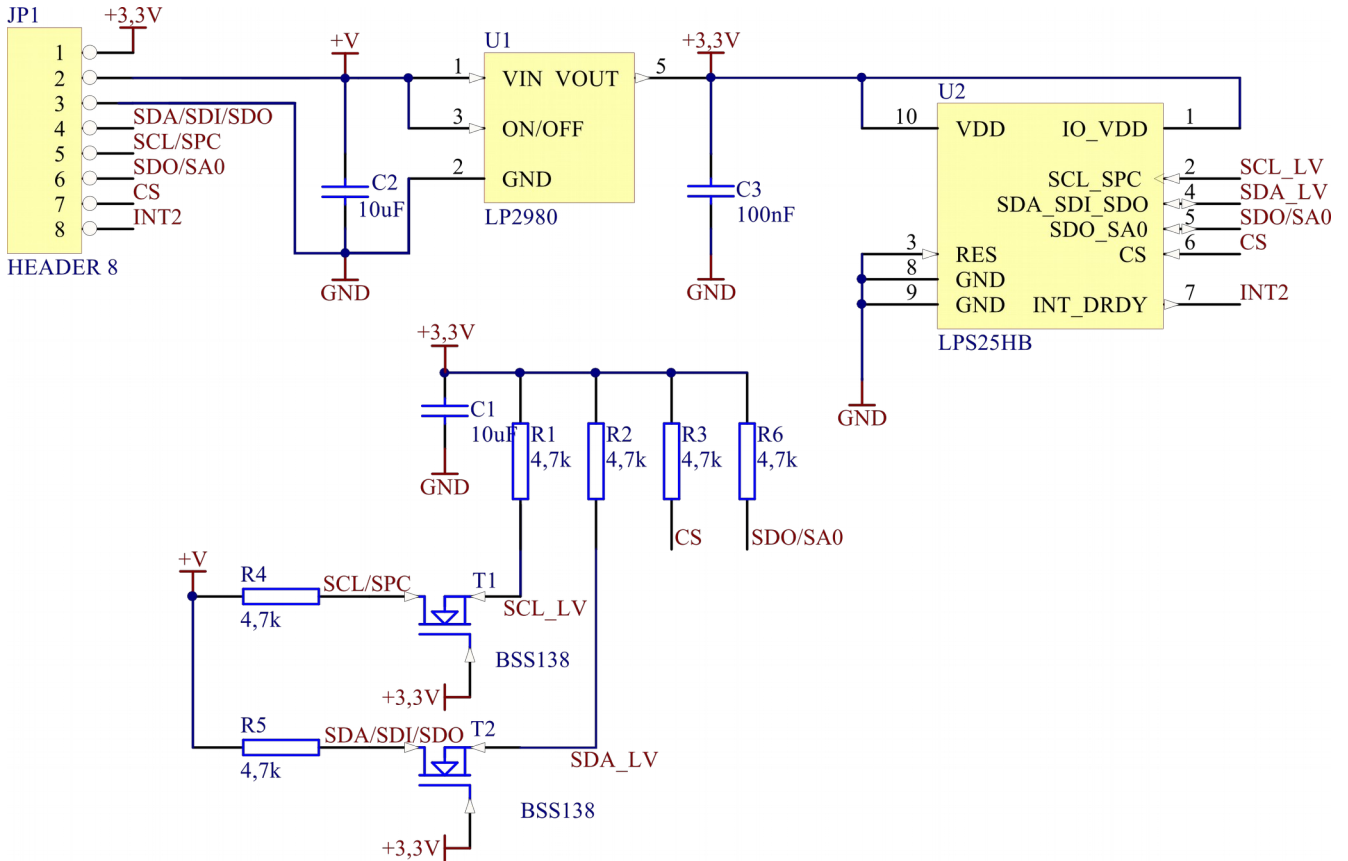 JP1
+3,3V
1
2
3
4
5
6
7
8
SDA/SDI/SDO
SCL/SPC
SDO/SA0
CS
INT2
HEADER 8
+V
C2
10uF
GND
U1
1
VIN VOUT
5
3
ON/OFF
2
GND
LP2980
+3,3V
C3
100nF
GND
U2
10
VDD
IO_VDD
1
SCL_SPC
2
SCL_LV
SDA_SDI_SDO
4
SDA_LV
SDO_SA0
5
SDO/SA0
3
RES
CS
6
CS
8
GND
9
GND
INT_DRDY
7
INT2
LPS25HB
GND
+3,3V
C1
10uF
GND
R1
4,7k
R2
4,7k
R3
4,7k
R6
4,7k
CS
SDO/SA0
+V
R4
4,7k
SCL/SPC
T1
SCL_LV
BSS138
+3,3V
R5
4,7k
SDA/SDI/SDO
T2
SDA_LV
BSS138
+3,3V